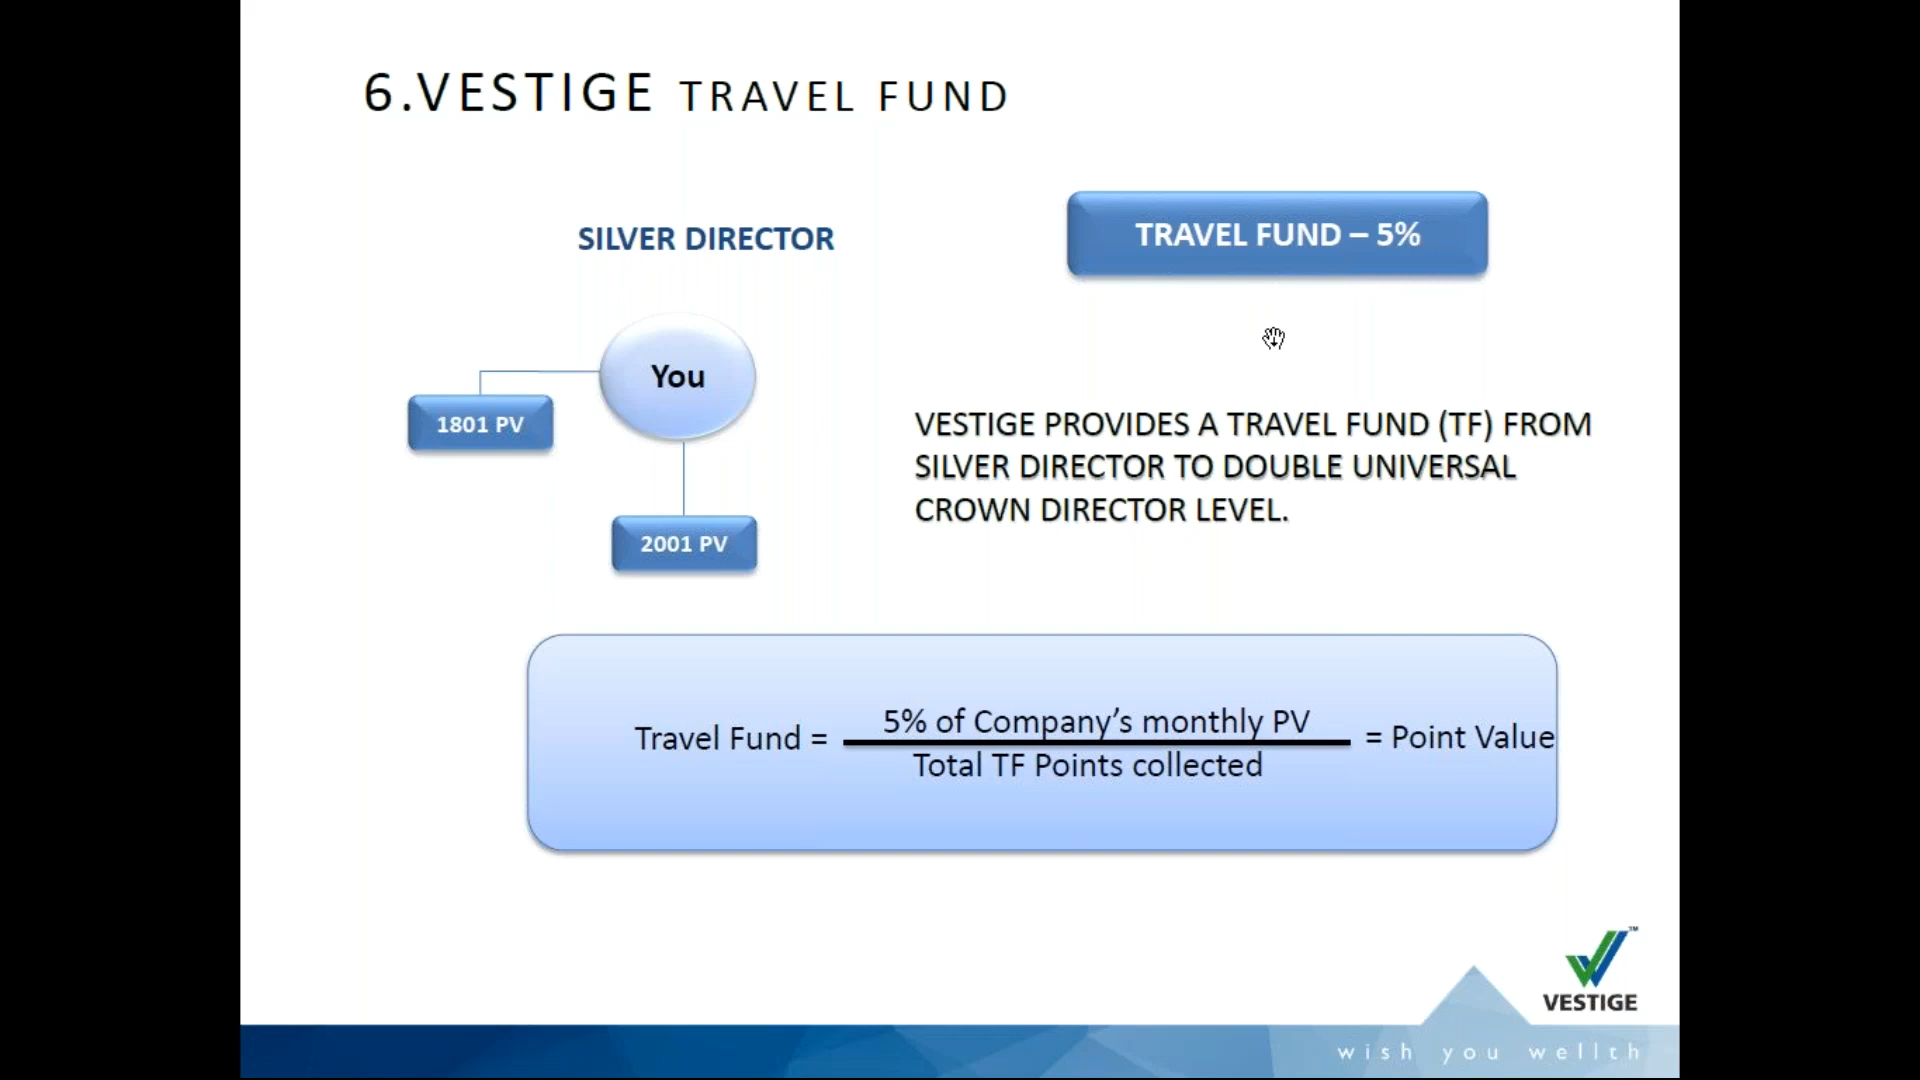 6.VESTIGE TRAVEL FUND
SILVER DIRECTOR
TRAVEL FUND – 5%
You
1801 PV
2001 PV
VESTIGE PROVIDES A TRAVEL FUND (TF) FROM
SILVER DIRECTOR TO DOUBLE UNIVERSAL
CROWN DIRECTOR LEVEL.
5% of Company’s monthly PV
Travel Fund = = Point Value
Total TF Points collected
TM
VESTIGE
wish you wellth